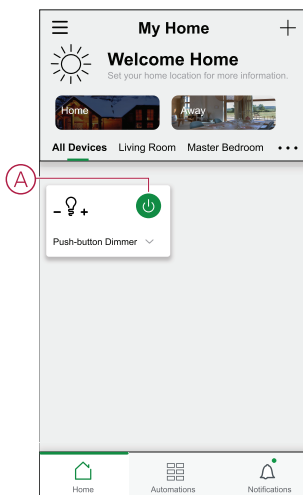 My Home
Welcome Home
Set your home location for more information.
Home Away
All Devices Living Room Master Bedroom
A
Push-button Dimmer
Home Automations Notifications